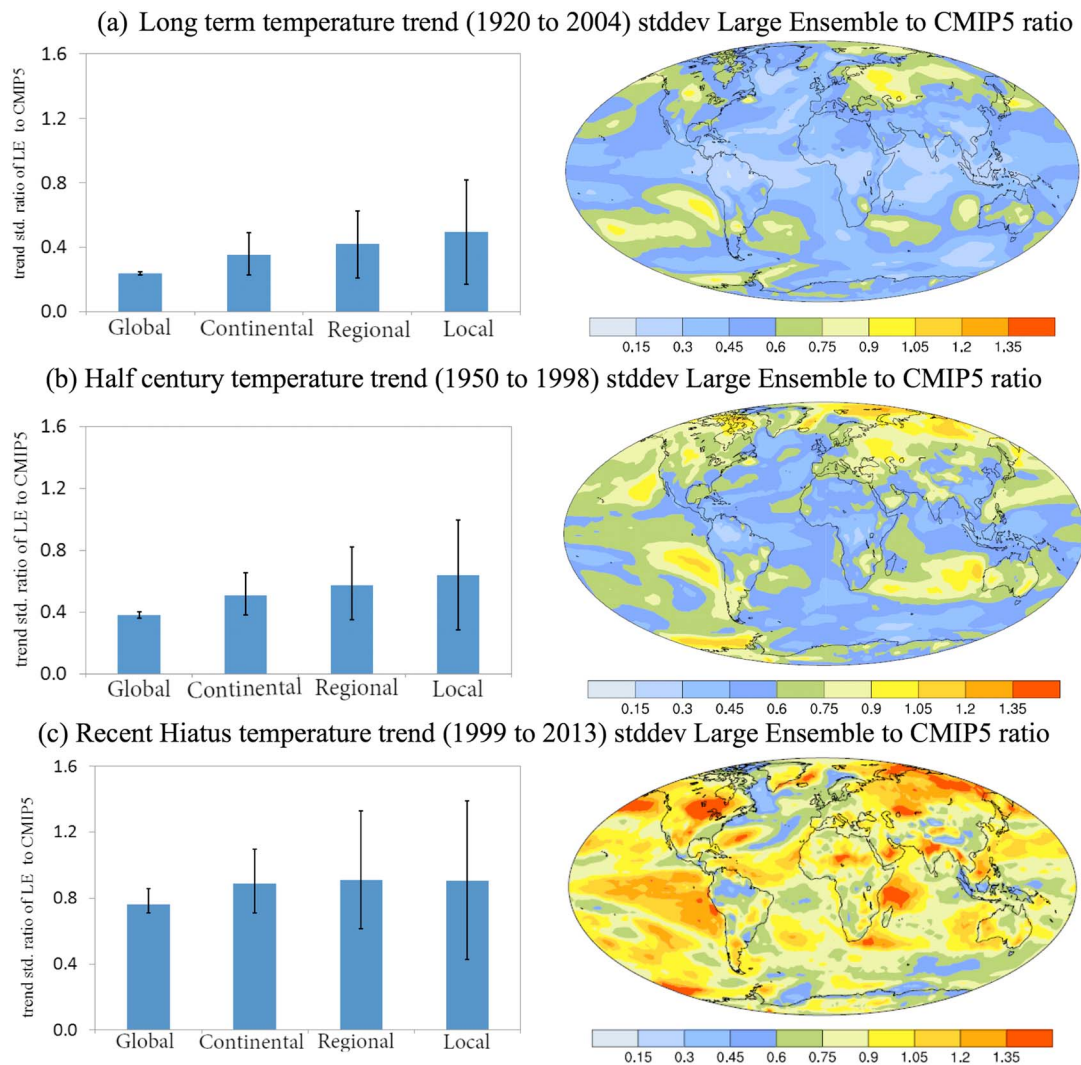 (a) Long term temperature trend (1920 to 2004) stddev Large Ensemble to CMIP5 ratio
trend std. ratio of LE to CMIP5
1.6
1.2
0.8
0.4
0.0
Global Continental Regional Local
0.15 0.3 0.45 0.6 0.75 0.9 1.05 1.2 1.35
(b) Half century temperature trend (1950 to 1998) stddev Large Ensemble to CMIP5 ratio
trend std. ratio of LE to CMIP5
1.6
1.2
0.8
0.4
0.0
Global Continental Regional Local
0.15 0.3 0.45 0.6 0.75 0.9 1.05 1.2 1.35
(c) Recent Hiatus temperature trend (1999 to 2013) stddev Large Ensemble to CMIP5 ratio
trend std. ratio of LE to CMIP5
1.6
1.2
0.8
0.4
0.0
Global Continental Regional Local
0.15 0.3 0.45 0.6 0.75 0.9 1.05 1.2 1.35